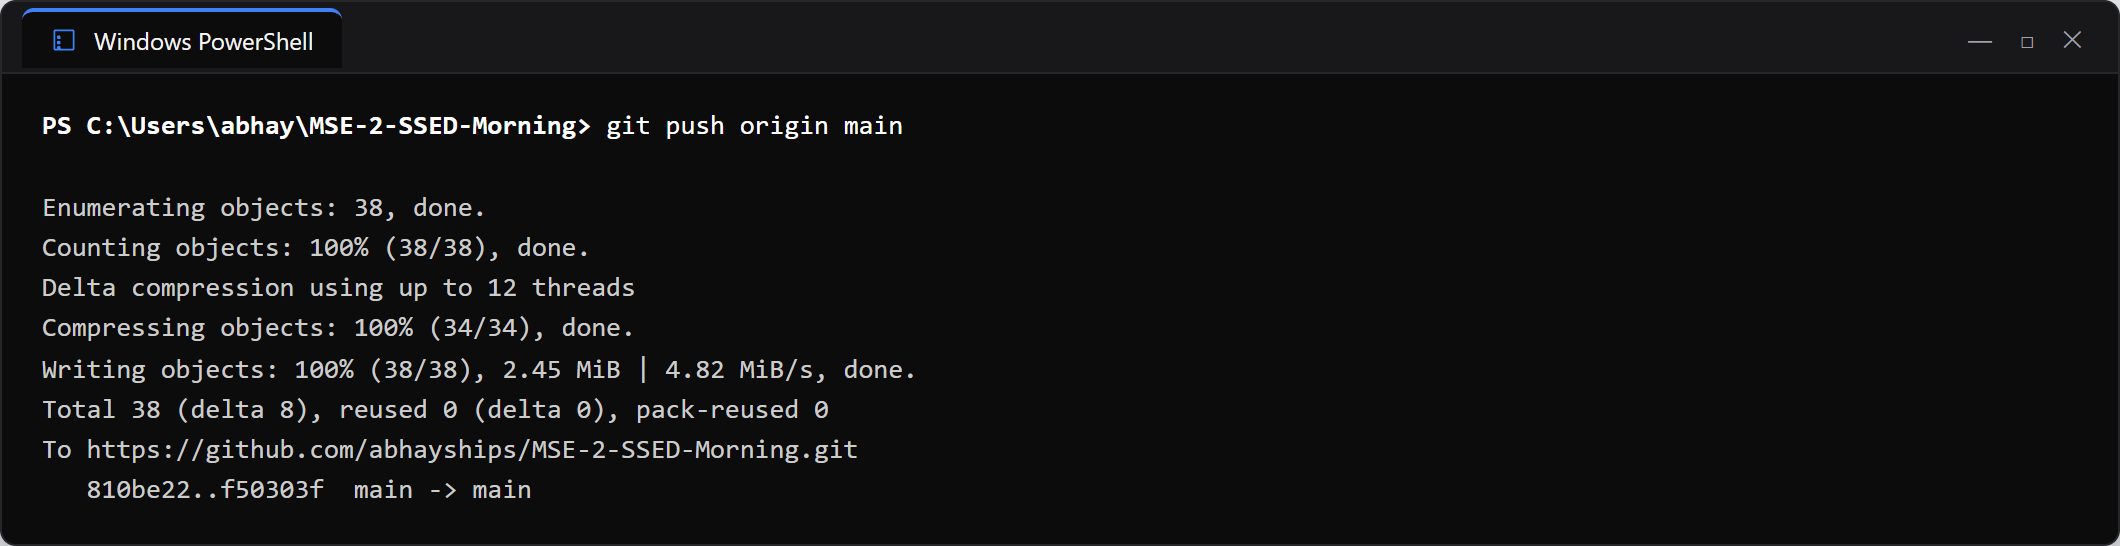 Windows PowerShell
PS C:\Users\abhay\MSE-2-SSED-Morning> git push origin main
Enumerating objects: 38, done.
Counting objects: 100% (38/38), done.
Delta compression using up to 12 threads
Compressing objects: 100% (34/34), done.
Writing objects: 100% (38/38), 2.45 MiB | 4.82 MiB/s, done.
Total 38 (delta 8), reused 0 (delta 0), pack-reused 0
To https://github.com/abhayships/MSE-2-SSED-Morning.git
   810be22..f50303f  main -> main